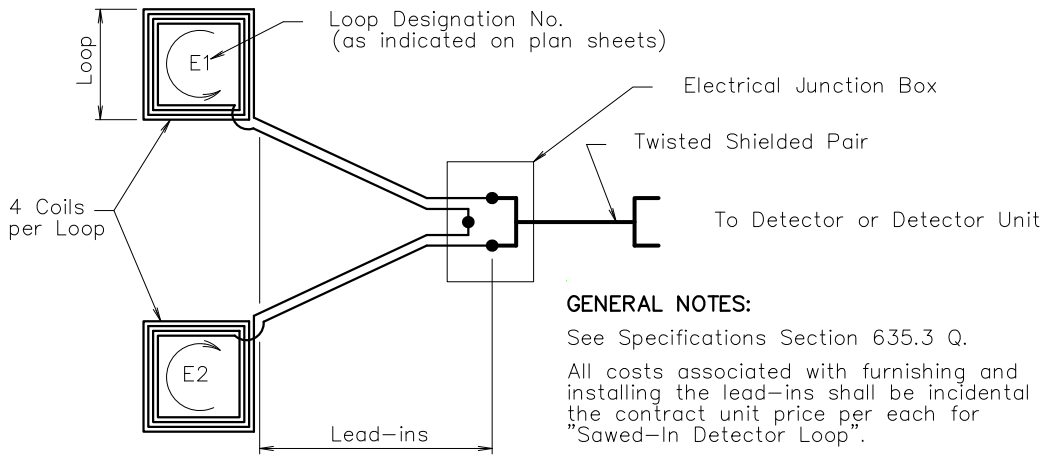 Loop Designation No.
(as indicated on plan sheets)
Loop
E1
Electrical Junction Box
Twisted Shielded Pair
4 Coils
per Loop
To Detector or Detector Unit
GENERAL NOTES:
See Specifications Section 635.3 Q.
All costs associated with furnishing and
installing the lead-ins shall be incidental
the contract unit price per each for
"Sawed-In Detector Loop".
E2
Lead-ins